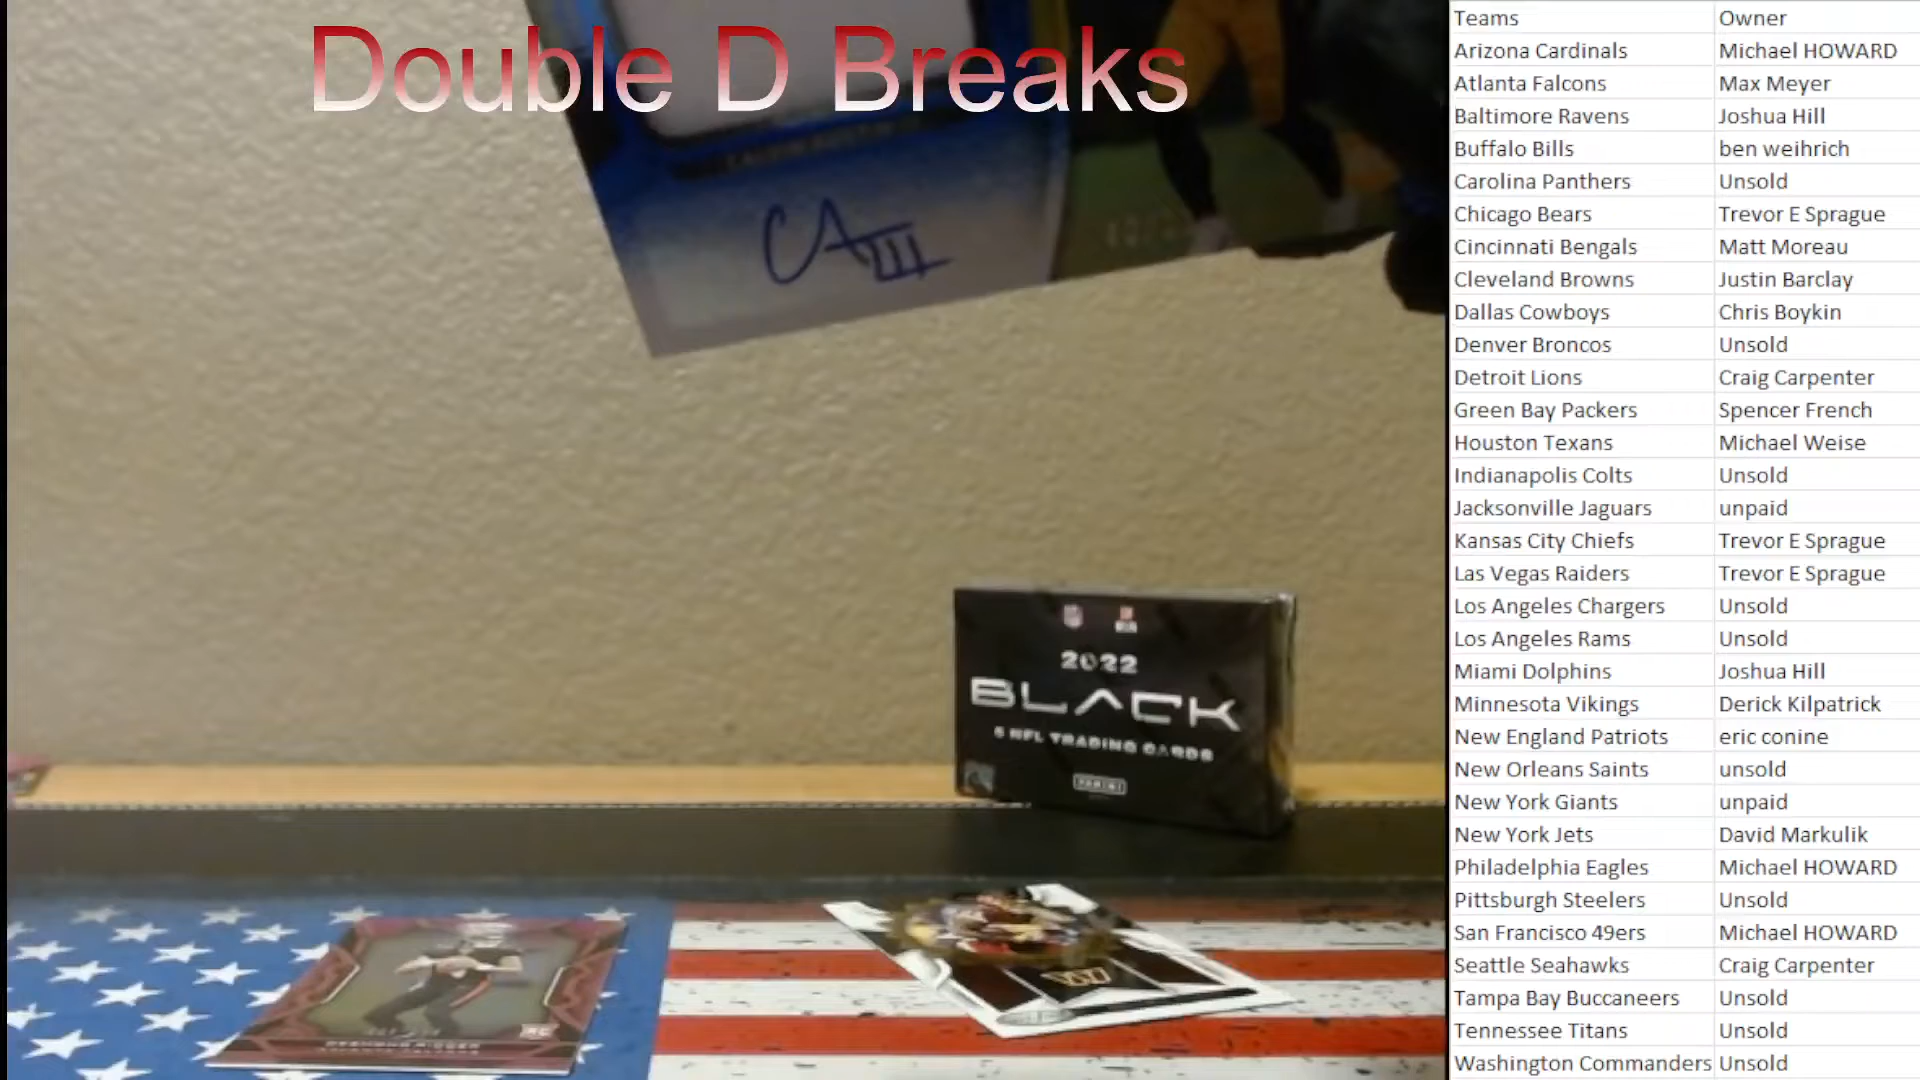 Double D Breaks
CAIII
2022
BLACK
5 NFL TRADING CARDS
PANINI
RC
DESMOND RIDDER
Teams Owner
Arizona Cardinals Michael HOWARD
Atlanta Falcons Max Meyer
Baltimore Ravens Joshua Hill
Buffalo Bills ben weihrich
Carolina Panthers Unsold
Chicago Bears Trevor E Sprague
Cincinnati Bengals Matt Moreau
Cleveland Browns Justin Barclay
Dallas Cowboys Chris Boykin
Denver Broncos Unsold
Detroit Lions Craig Carpenter
Green Bay Packers Spencer French
Houston Texans Michael Weise
Indianapolis Colts Unsold
Jacksonville Jaguars unpaid
Kansas City Chiefs Trevor E Sprague
Las Vegas Raiders Trevor E Sprague
Los Angeles Chargers Unsold
Los Angeles Rams Unsold
Miami Dolphins Joshua Hill
Minnesota Vikings Derick Kilpatrick
New England Patriots eric conine
New Orleans Saints unsold
New York Giants unpaid
New York Jets David Markulik
Philadelphia Eagles Michael HOWARD
Pittsburgh Steelers Unsold
San Francisco 49ers Michael HOWARD
Seattle Seahawks Craig Carpenter
Tampa Bay Buccaneers Unsold
Tennessee Titans Unsold
Washington Commanders Unsold